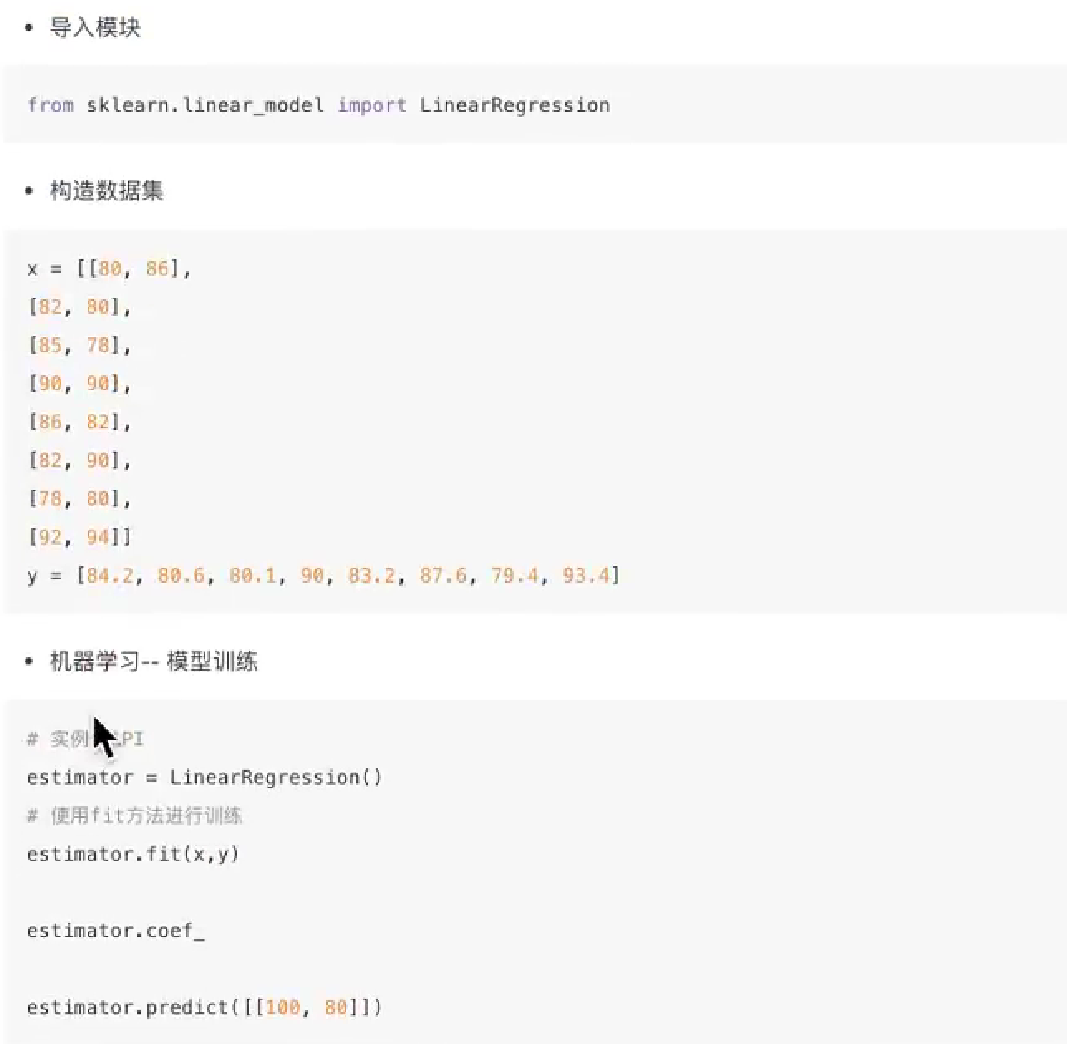 • 导入模块
from sklearn.linear_model import LinearRegression
• 构造数据集
x = [[80, 86],
[82, 80],
[85, 78],
[90, 90],
[86, 82],
[82, 90],
[78, 80],
[92, 94]]
y = [84.2, 80.6, 80.1, 90, 83.2, 87.6, 79.4, 93.4]
• 机器学习-- 模型训练
# 实例 PI
estimator = LinearRegression()
# 使用fit方法进行训练
estimator.fit(x,y)
estimator.coef_
estimator.predict([[100, 80]])